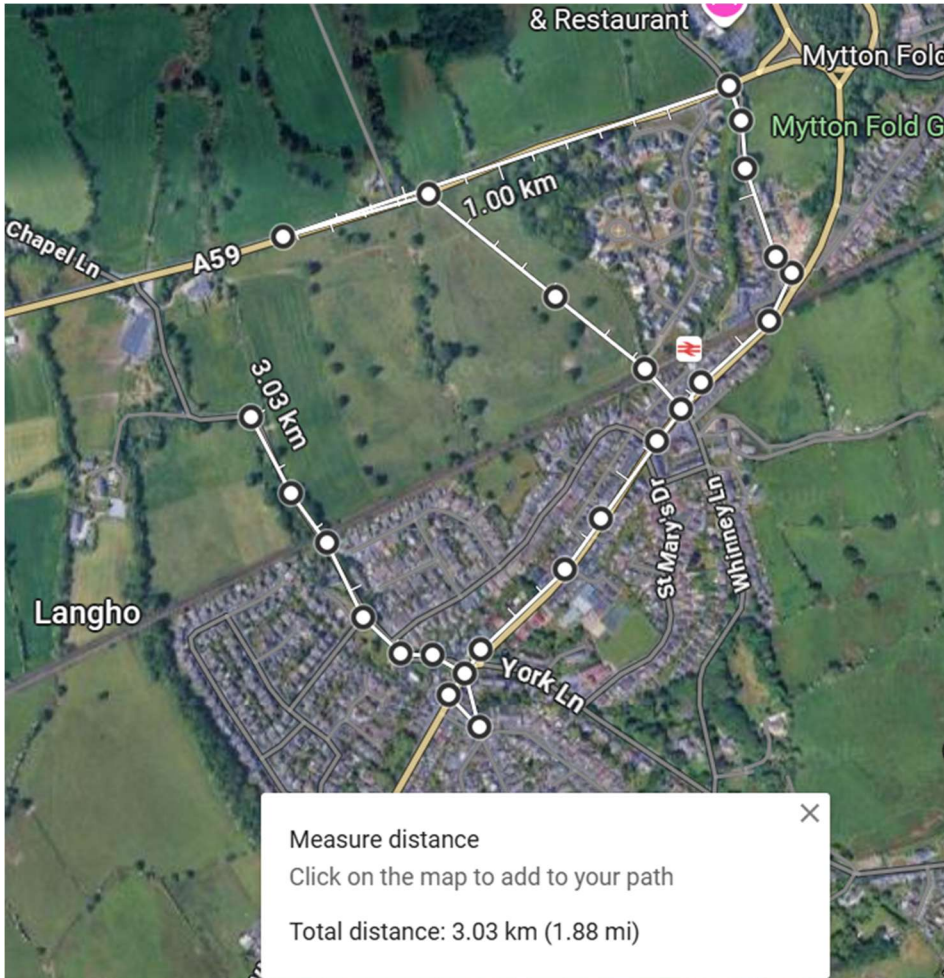 & Restaurant
Mytton Fold
Mytton Fold G
1.00 km
Chapel Ln
A59
3.03 km
St Mary's Dr
Whinney Ln
Langho
York Ln
Measure distance
Click on the map to add to your path
Total distance: 3.03 km (1.88 mi)